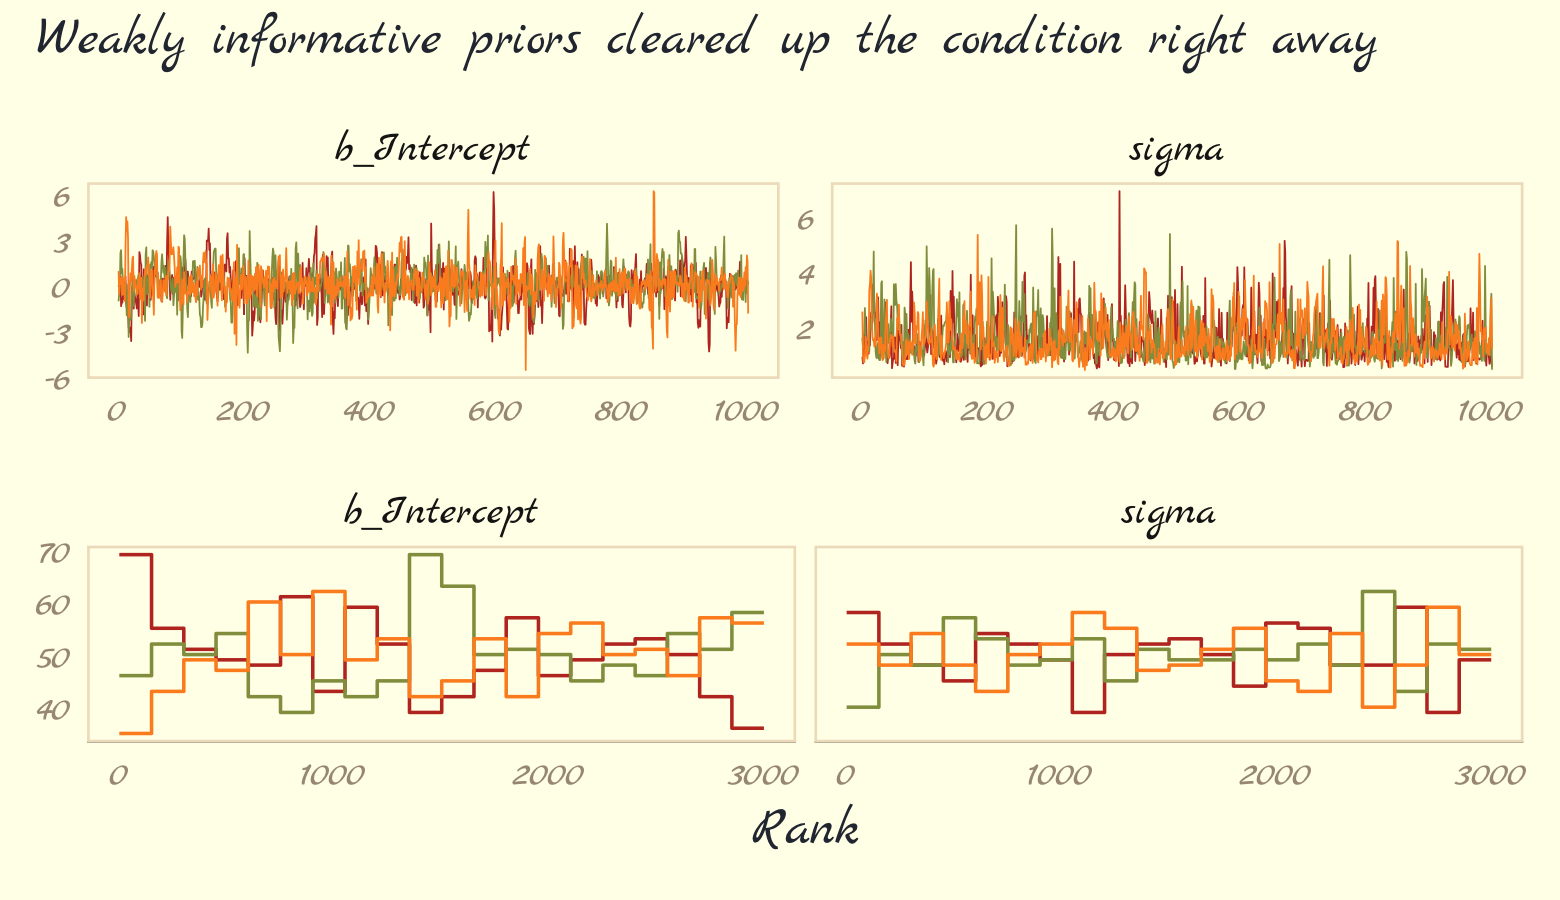 Weakly informative priors cleared up the condition right away
b_Intercept
sigma
6
3
0
-3
-6
6
4
2
0 200 400 600 800 1000
0 200 400 600 800 1000
b_Intercept
sigma
70
60
50
40
0 1000 2000 3000
0 1000 2000 3000
Rank